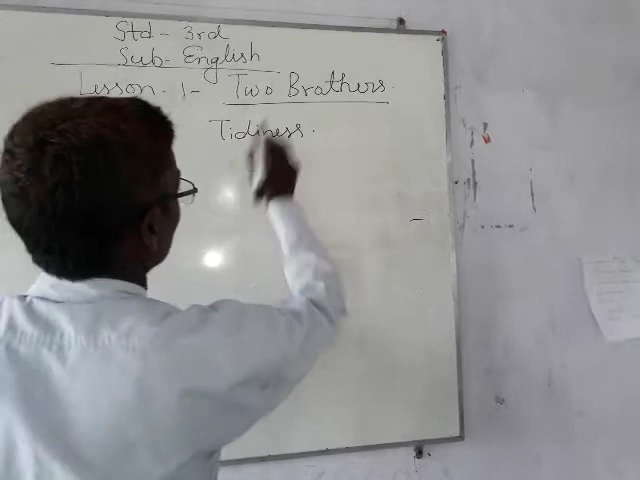 Std - 3rd
Sub - English
Lesson - 1 - Two Brothers.
Tidiness.